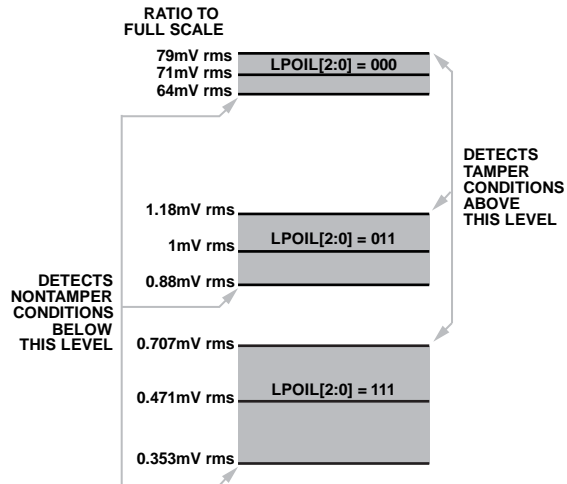 RATIO TO
FULL SCALE
79mV rms
LPOIL[2:0] = 000
71mV rms
64mV rms
DETECTS
TAMPER
CONDITIONS
ABOVE
THIS LEVEL
1.18mV rms
1mV rms
LPOIL[2:0] = 011
0.88mV rms
DETECTS
NONTAMPER
CONDITIONS
BELOW
THIS LEVEL
0.707mV rms
0.471mV rms
LPOIL[2:0] = 111
0.353mV rms